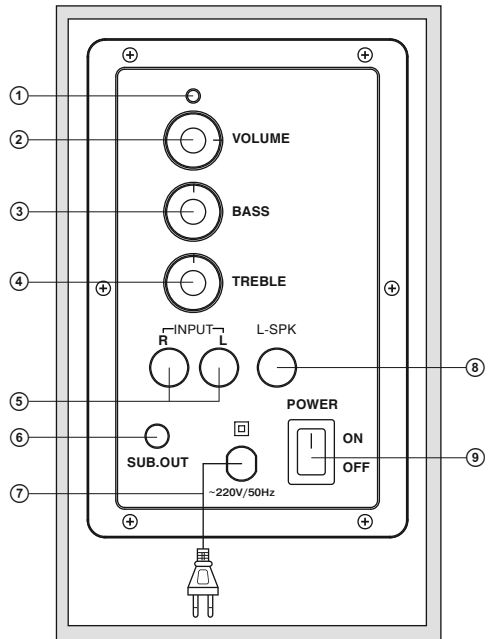 ①
② VOLUME
③ BASS
④ TREBLE
INPUT L-SPK
R L
⑤ ⑧
POWER
⑥ ON
⑨
SUB.OUT OFF
⑦
~220V/50Hz